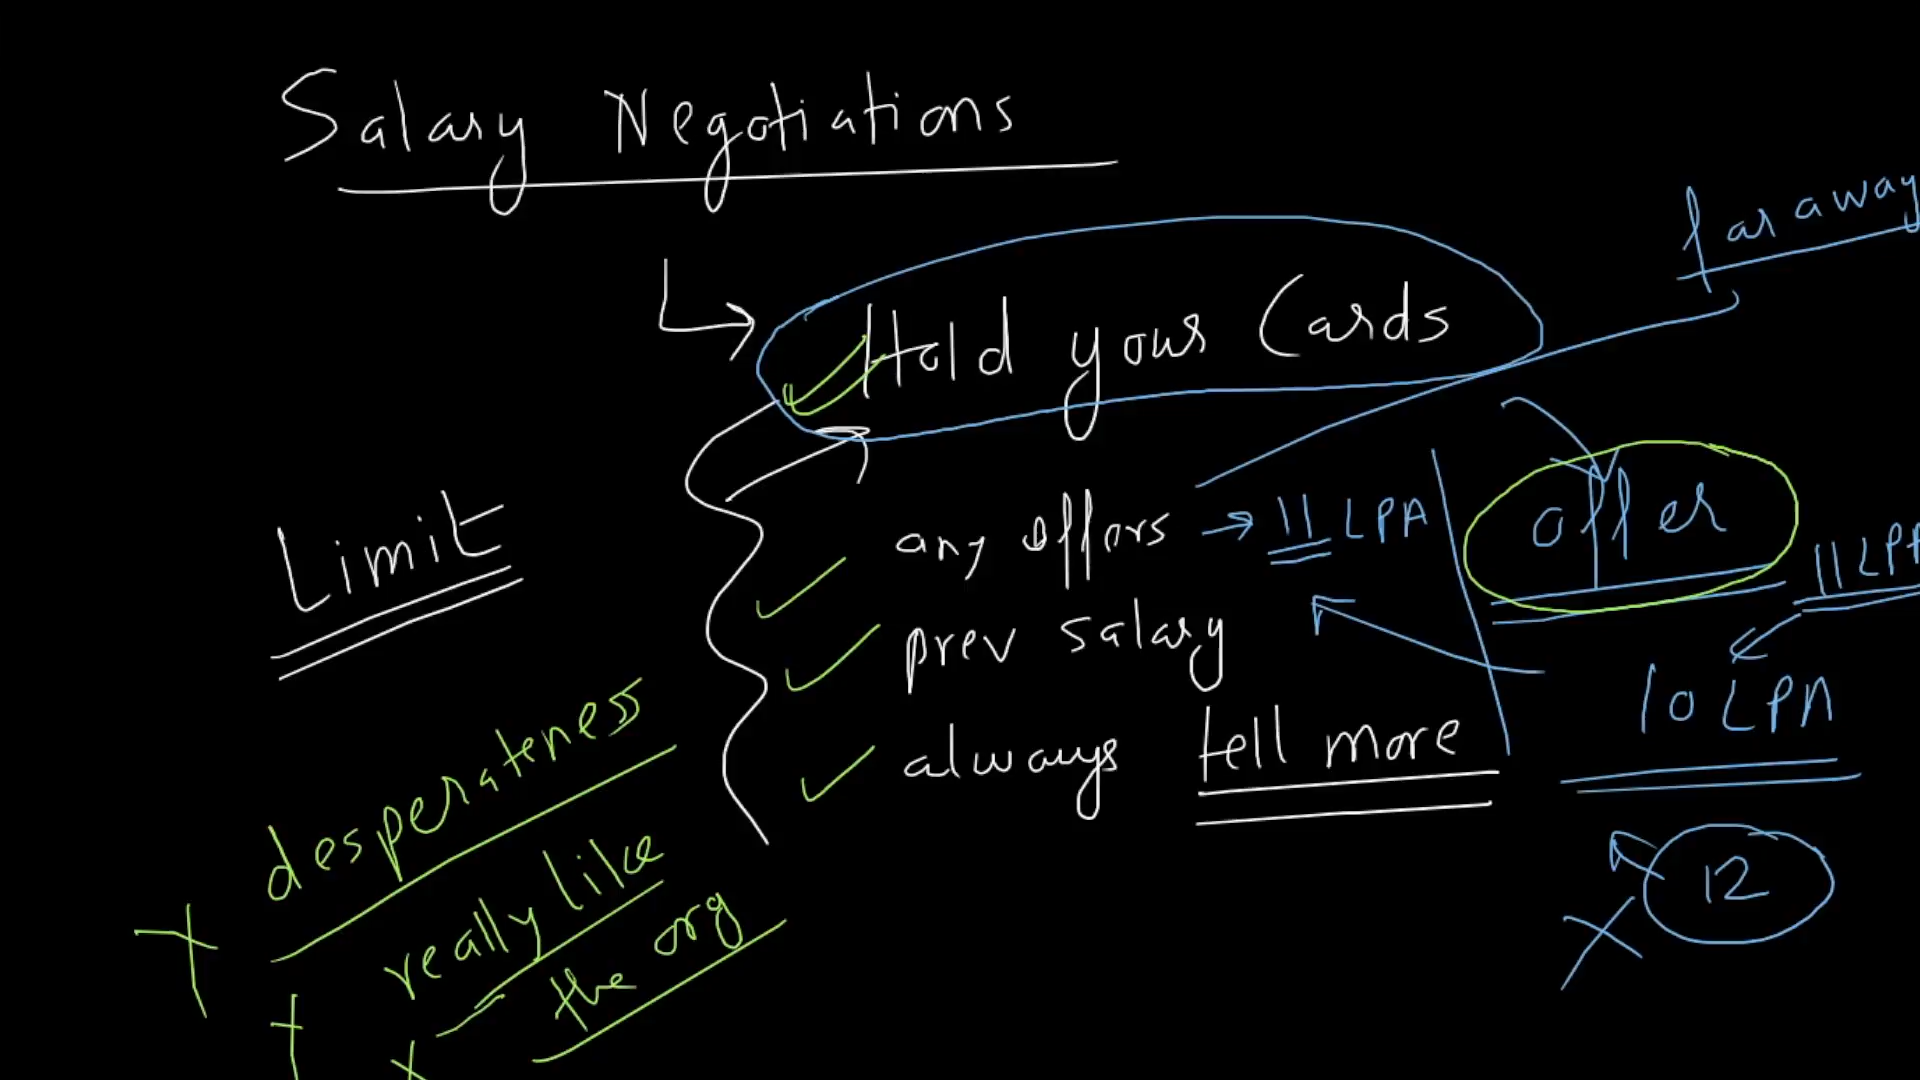 Salary Negotiations
far away
Hold your Cards
any offers → 11 LPA
offer
11 LPA
Limit
prev salary
10 LPA
always tell more
desperateness
12
really like
the org